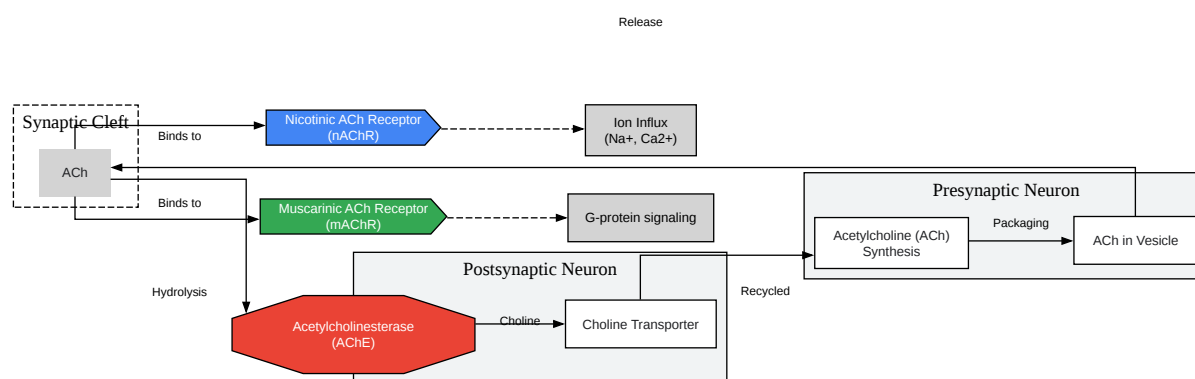 Release
Synaptic Cleft
Nicotinic ACh Receptor
(nAChR)
Ion Influx
(Na+, Ca2+)
Binds to
ACh
Presynaptic Neuron
Binds to
Muscarinic ACh Receptor
(mAChR)
G-protein signaling
Acetylcholine (ACh)
Synthesis
Packaging
ACh in Vesicle
Postsynaptic Neuron
Hydrolysis
Recycled
Acetylcholinesterase
(AChE)
Choline
Choline Transporter